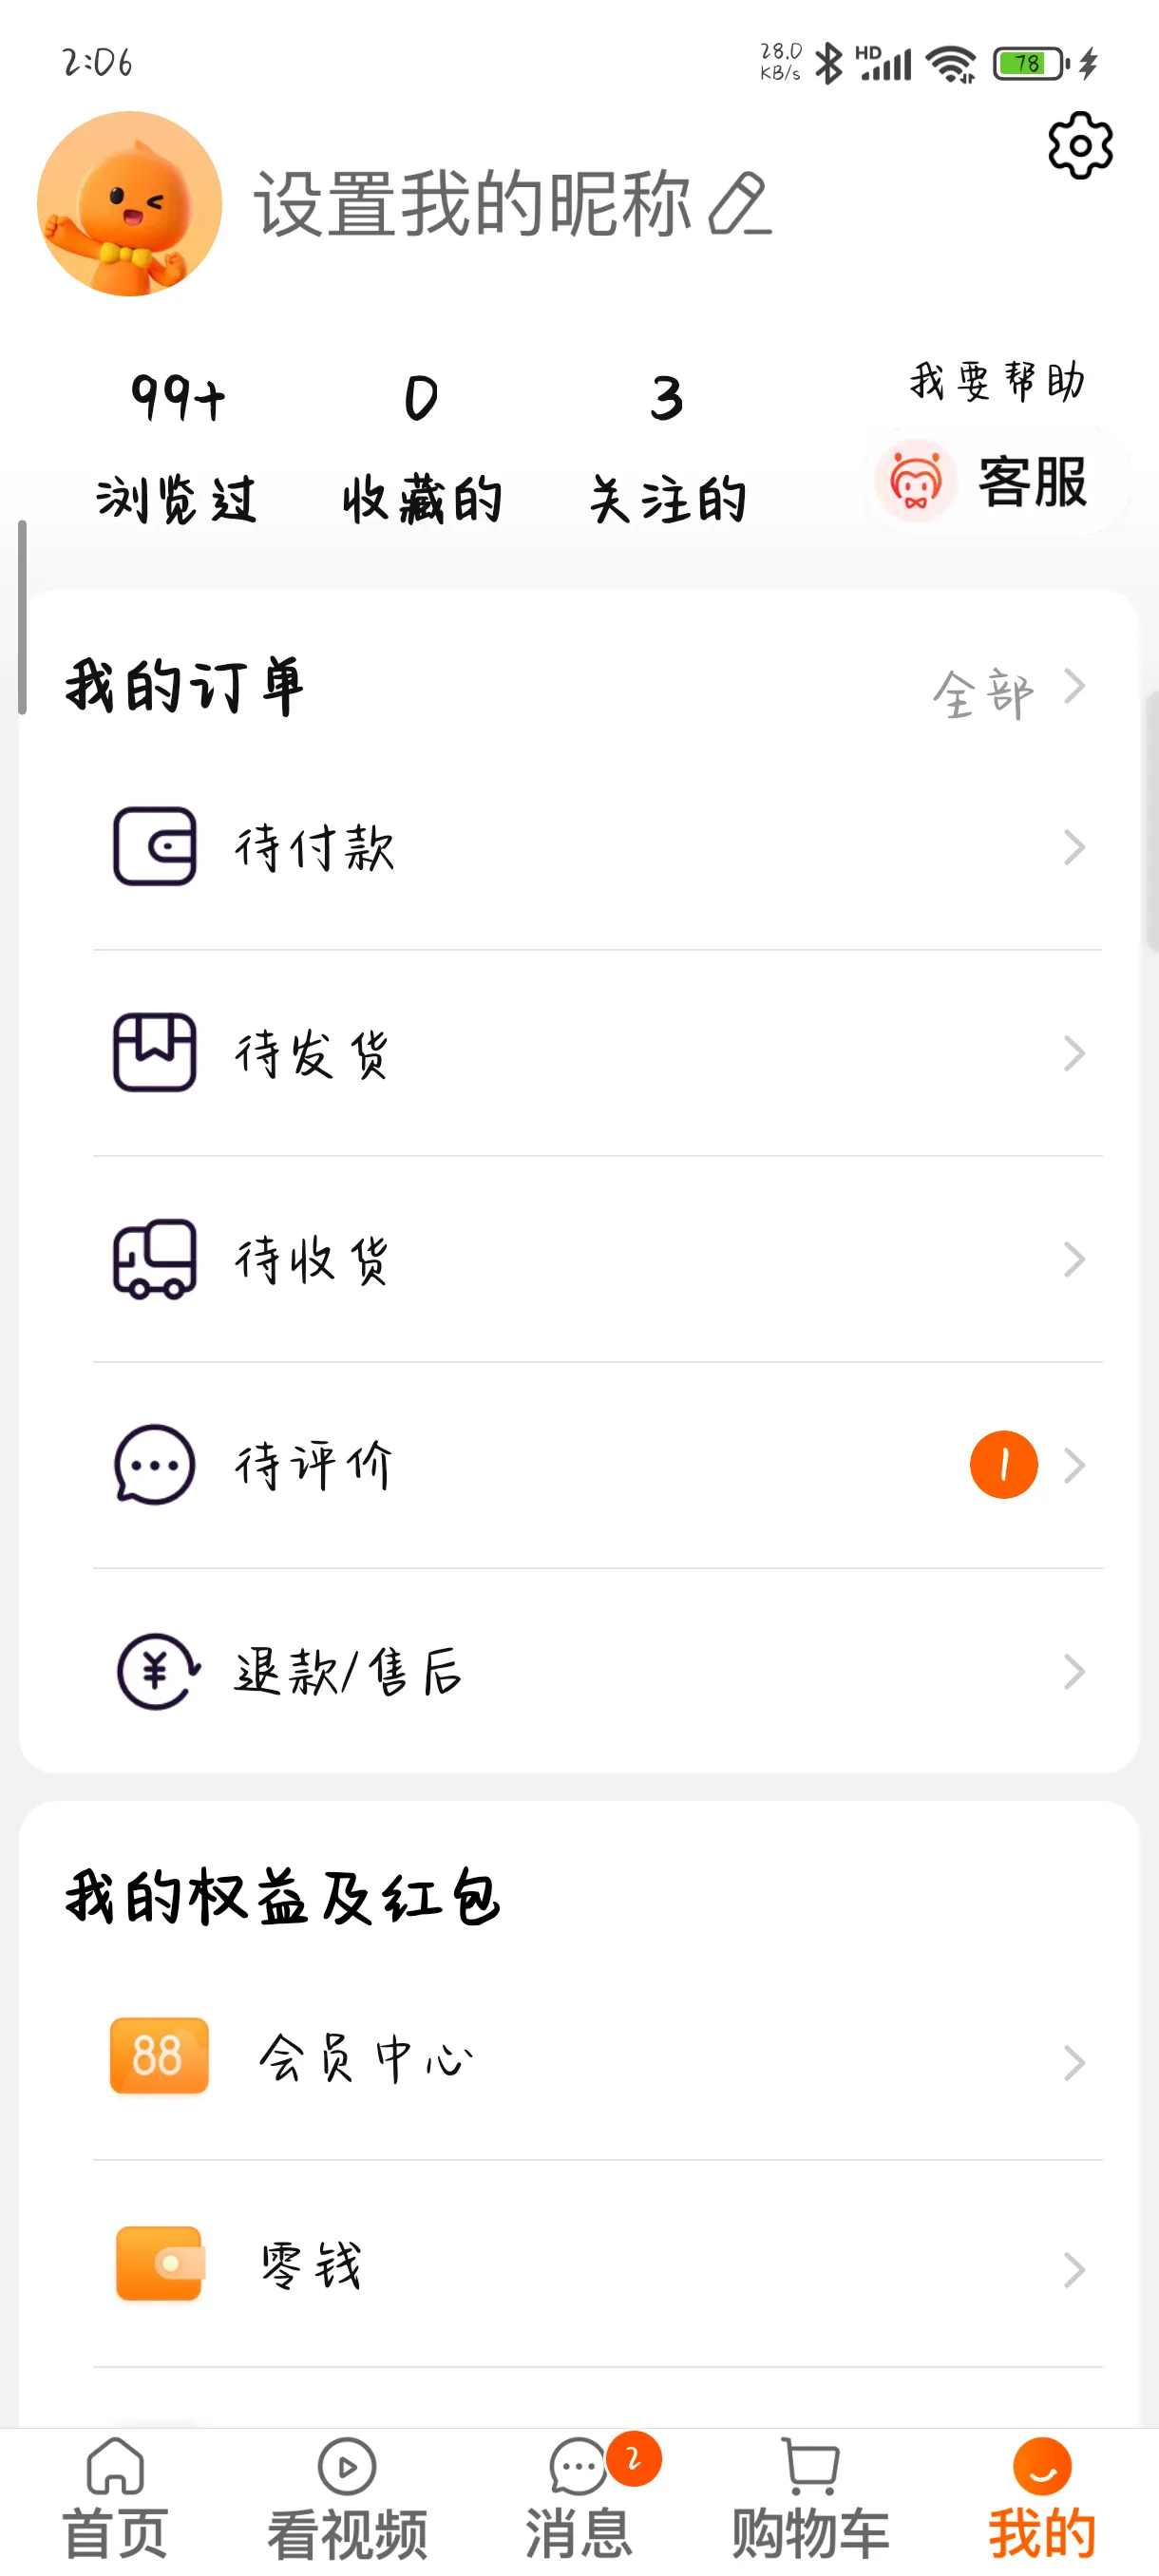 2:06
28.0
KB/s
HD
78
设置我的昵称
99+ 0 3
浏览过 收藏的 关注的
我要帮助
客服
我的订单 全部
待付款
待发货
待收货
待评价 1
退款/售后
我的权益及红包
88 会员中心
零钱
2
首页 看视频 消息 购物车 我的